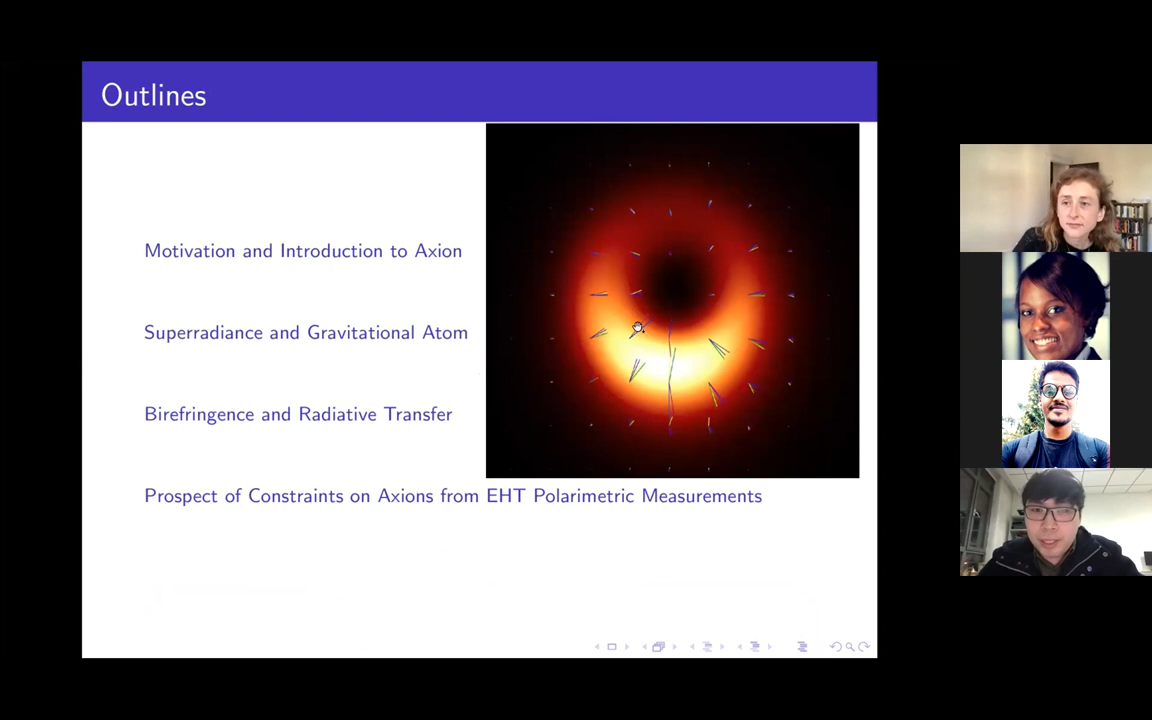 Outlines
Motivation and Introduction to Axion
Superradiance and Gravitational Atom
Birefringence and Radiative Transfer
Prospect of Constraints on Axions from EHT Polarimetric Measurements